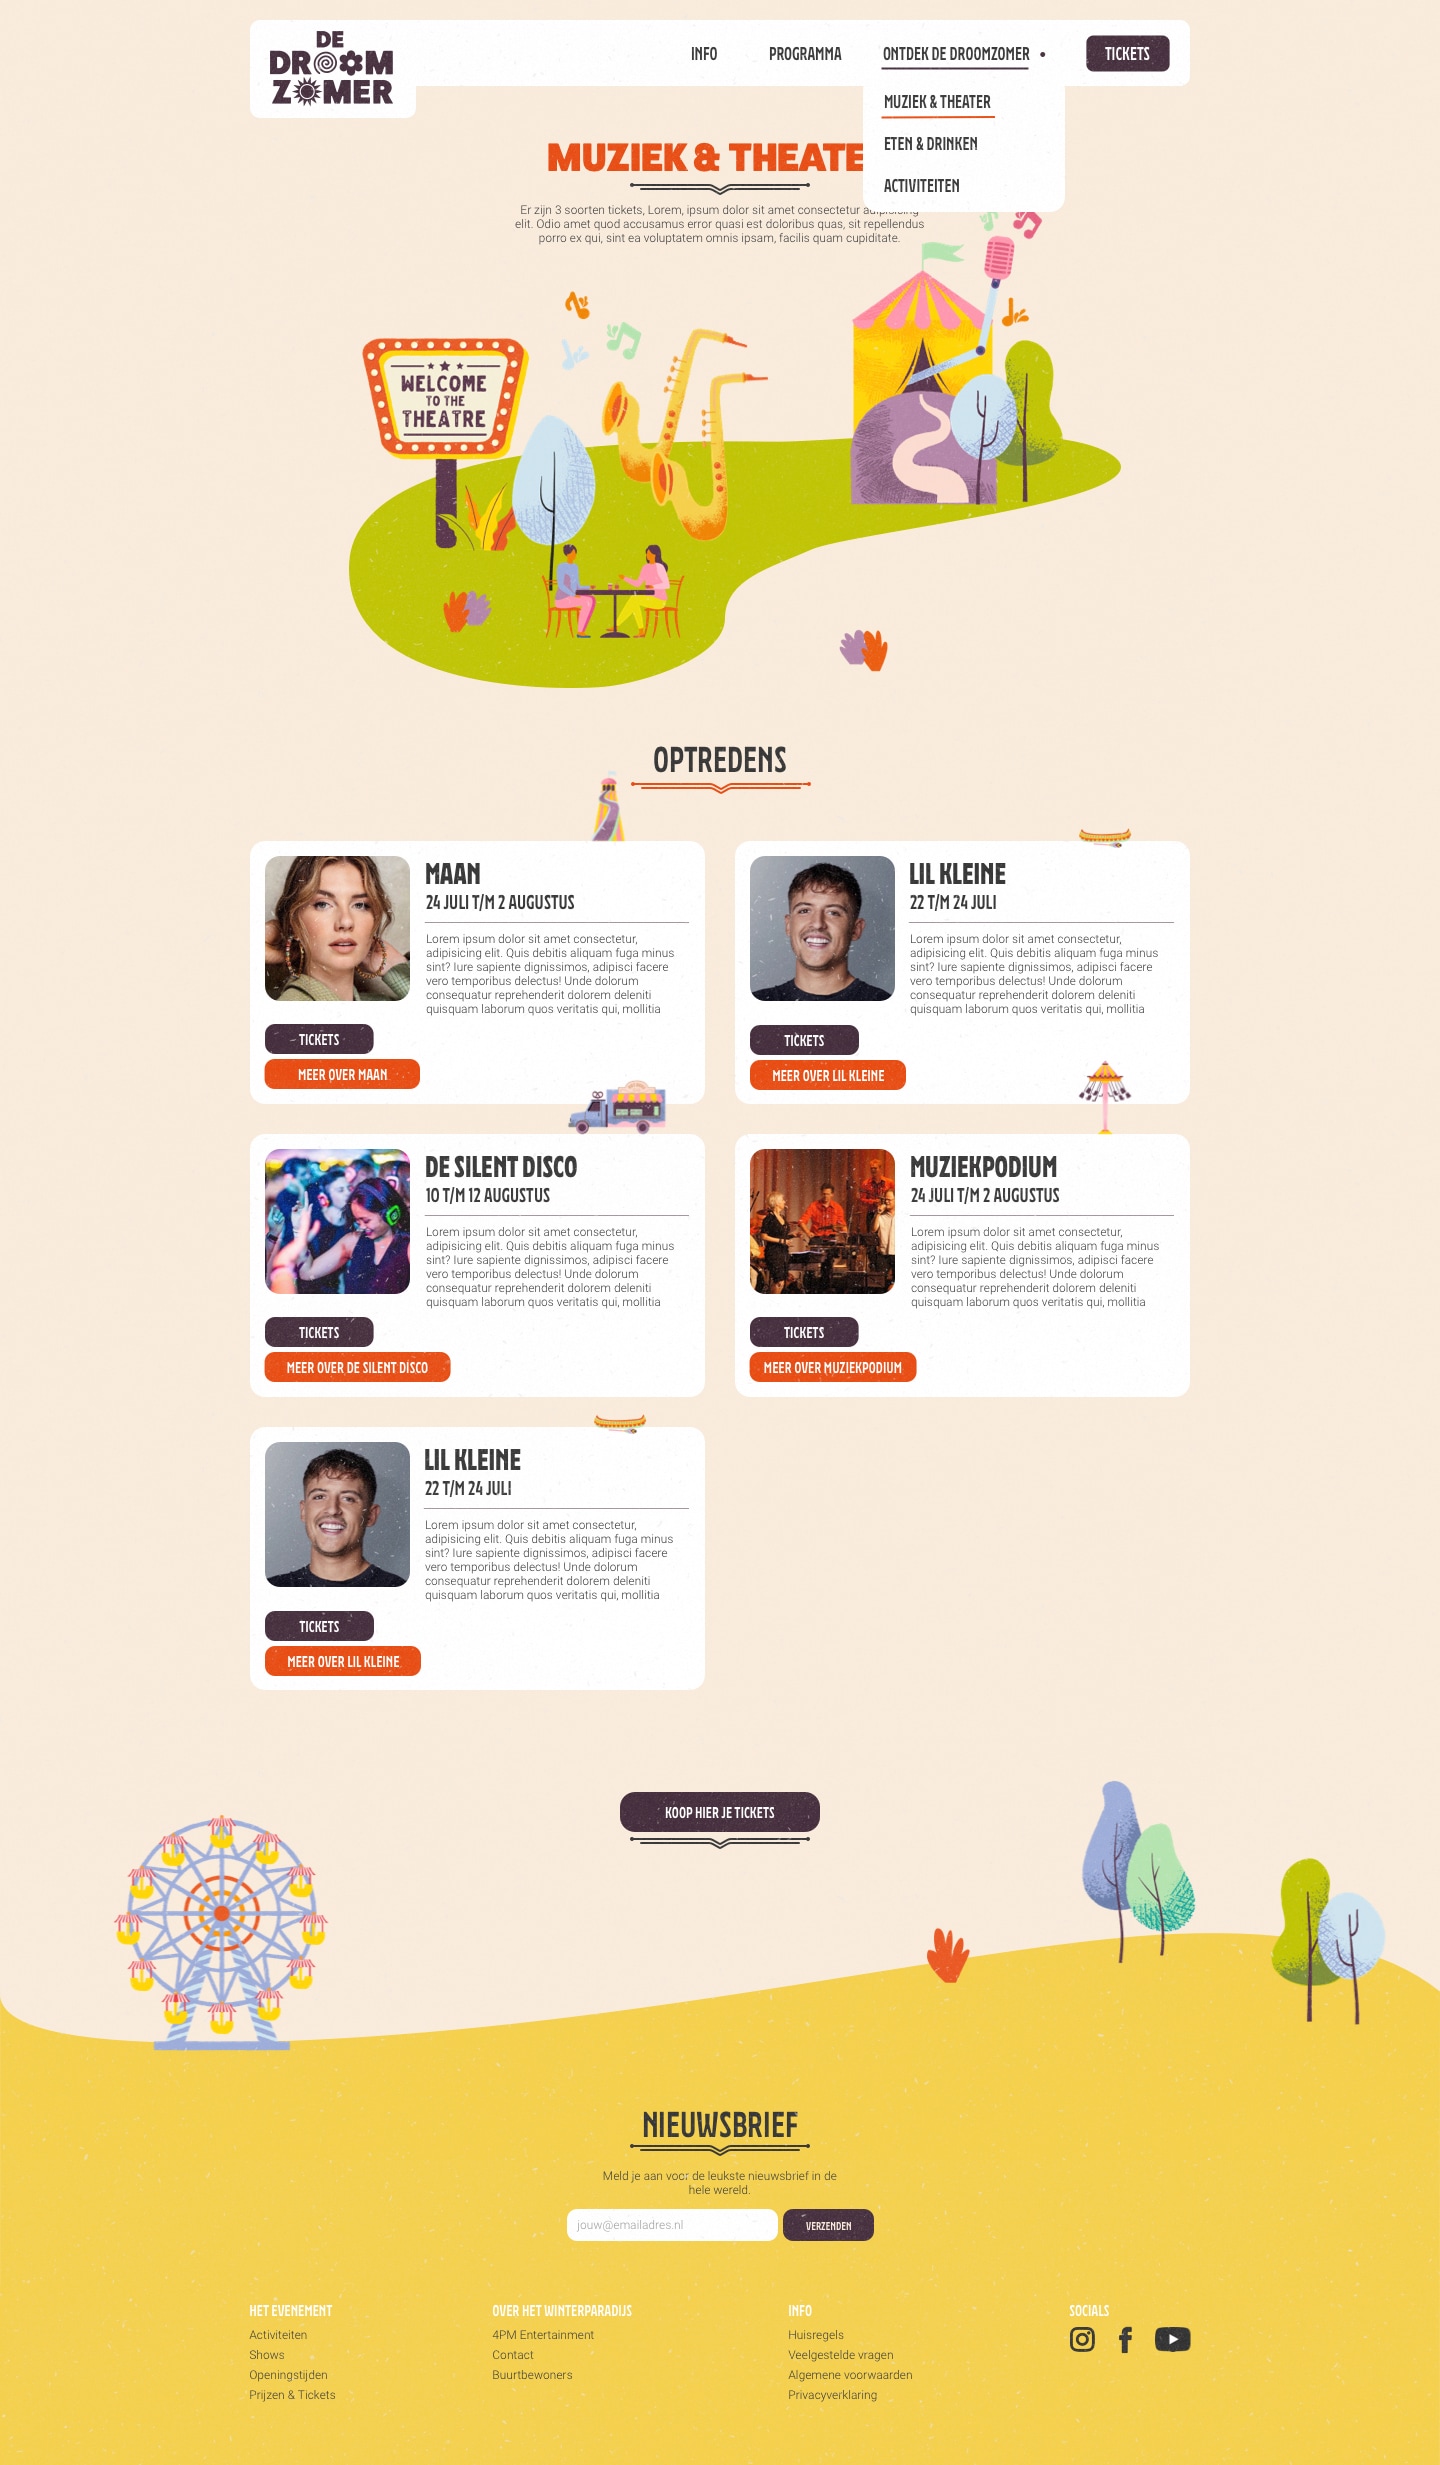 DE
DROOM
ZOMER
INFO
PROGRAMMA
ONTDEK DE DROOMZOMER
TICKETS
MUZIEK & THEATER
ETEN & DRINKEN
ACTIVITEITEN
MUZIEK & THEATE
Er zijn 3 soorten tickets, Lorem, ipsum dolor sit amet consectetur adipisicing
elit. Odio amet quod accusamus error quasi est doloribus quas, sit repellendus
porro ex qui, sint ea voluptatem omnis ipsam, facilis quam cupiditate.
WELCOME
TO THE
THEATRE
OPTREDENS
MAAN
24 JULI T/M 2 AUGUSTUS
Lorem ipsum dolor sit amet consectetur,
adipisicing elit. Quis debitis aliquam fuga minus
sint? Iure sapiente dignissimos, adipisci facere
vero temporibus delectus! Unde dolorum
consequatur reprehenderit dolorem deleniti
quisquam laborum quos veritatis qui, mollitia
TICKETS
MEER OVER MAAN
LIL KLEINE
22 T/M 24 JULI
Lorem ipsum dolor sit amet consectetur,
adipisicing elit. Quis debitis aliquam fuga minus
sint? Iure sapiente dignissimos, adipisci facere
vero temporibus delectus! Unde dolorum
consequatur reprehenderit dolorem deleniti
quisquam laborum quos veritatis qui, mollitia
TICKETS
MEER OVER LIL KLEINE
DE SILENT DISCO
10 T/M 12 AUGUSTUS
Lorem ipsum dolor sit amet consectetur,
adipisicing elit. Quis debitis aliquam fuga minus
sint? Iure sapiente dignissimos, adipisci facere
vero temporibus delectus! Unde dolorum
consequatur reprehenderit dolorem deleniti
quisquam laborum quos veritatis qui, mollitia
TICKETS
MEER OVER DE SILENT DISCO
MUZIEKPODIUM
24 JULI T/M 2 AUGUSTUS
Lorem ipsum dolor sit amet consectetur,
adipisicing elit. Quis debitis aliquam fuga minus
sint? Iure sapiente dignissimos, adipisci facere
vero temporibus delectus! Unde dolorum
consequatur reprehenderit dolorem deleniti
quisquam laborum quos veritatis qui, mollitia
TICKETS
MEER OVER MUZIEKPODIUM
LIL KLEINE
22 T/M 24 JULI
Lorem ipsum dolor sit amet consectetur,
adipisicing elit. Quis debitis aliquam fuga minus
sint? Iure sapiente dignissimos, adipisci facere
vero temporibus delectus! Unde dolorum
consequatur reprehenderit dolorem deleniti
quisquam laborum quos veritatis qui, mollitia
TICKETS
MEER OVER LIL KLEINE
KOOP HIER JE TICKETS
NIEUWSBRIEF
Meld je aan voor de leukste nieuwsbrief in de
hele wereld.
jouw@emailadres.nl
VERZENDEN
HET EVENEMENT
Activiteiten
Shows
Openingstijden
Prijzen & Tickets
OVER HET WINTERPARADIJS
4PM Entertainment
Contact
Buurtbewoners
INFO
Huisregels
Veelgestelde vragen
Algemene voorwaarden
Privacyverklaring
SOCIALS